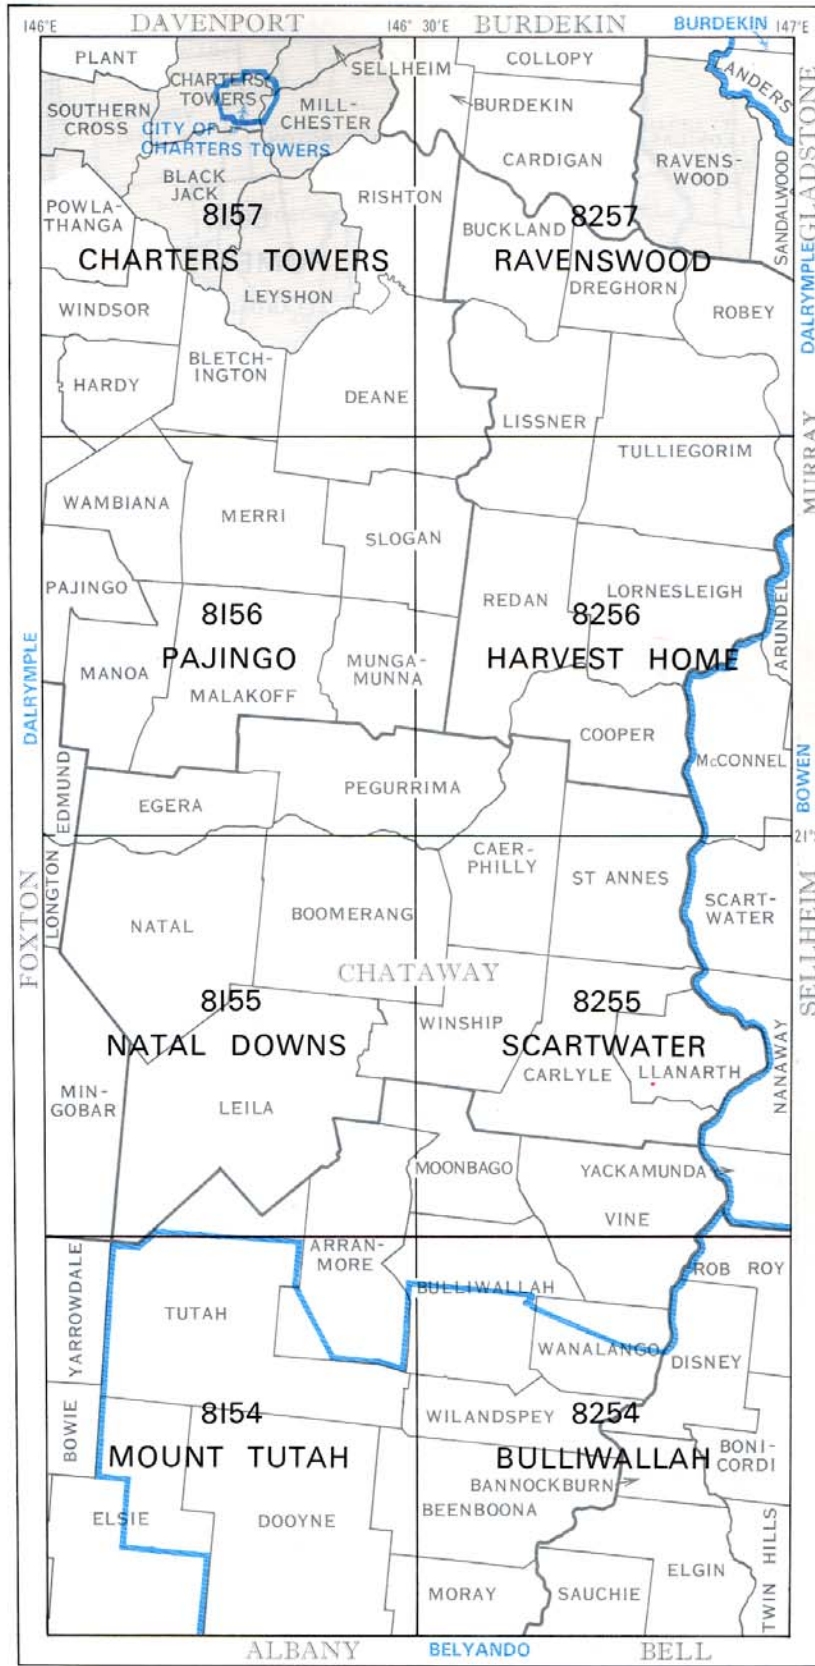 DAVENPORT
BURDEKIN
BURDEKIN
146°E
146° 30'E
147°E
PLANT
SELLHEIM
COLLOPY
LANDERS
CHARTERS
TOWERS
MILL-
CHESTER
BURDEKIN
SOUTHERN
CROSS
CITY OF
CHARTERS TOWERS
CARDIGAN
RAVENS-
WOOD
SANDALWOOD
GLADSTONE
BLACK
JACK
RISHTON
POWLA-
THANGA
8157
CHARTERS TOWERS
BUCKLAND
8257
RAVENSWOOD
DALRYMPLE
LEYSHON
DREGHORN
ROBEY
WINDSOR
BLETCH-
INGTON
HARDY
DEANE
LISSNER
MURRAY
TULLIEGORIM
WAMBIANA
MERRI
SLOGAN
PAJINGO
REDAN
LORNESLEIGH
ARUNDEL
8156
PAJINGO
8256
HARVEST HOME
DALRYMPLE
MANOA
MUNGA-
MUNNA
MALAKOFF
COOPER
McCONNEL
BOWEN
EDMUND
EGERA
PEGURRIMA
21°S
LONGTON
CAER-
PHILLY
ST ANNES
SCART-
WATER
FOXTON
NATAL
BOOMERANG
SELLHEIM
CHATAWAY
8155
NATAL DOWNS
8255
SCARTWATER
WINSHIP
CARLYLE
LLANARTH
NANAWAY
MIN-
GOBAR
LEILA
MOONBAGO
YACKAMUNDA
VINE
YARROWDALE
ARRAN-
MORE
BULLIWALLAH
ROB ROY
TUTAH
WANALANGO
DISNEY
BOWIE
8154
MOUNT TUTAH
WILANDSPEY
8254
BULLIWALLAH
BONI-
CORDI
BANNOCKBURN
ELSIE
DOOYNE
BEENBOONA
TWIN HILLS
MORAY
SAUCHIE
ELGIN
ALBANY
BELYANDO
BELL